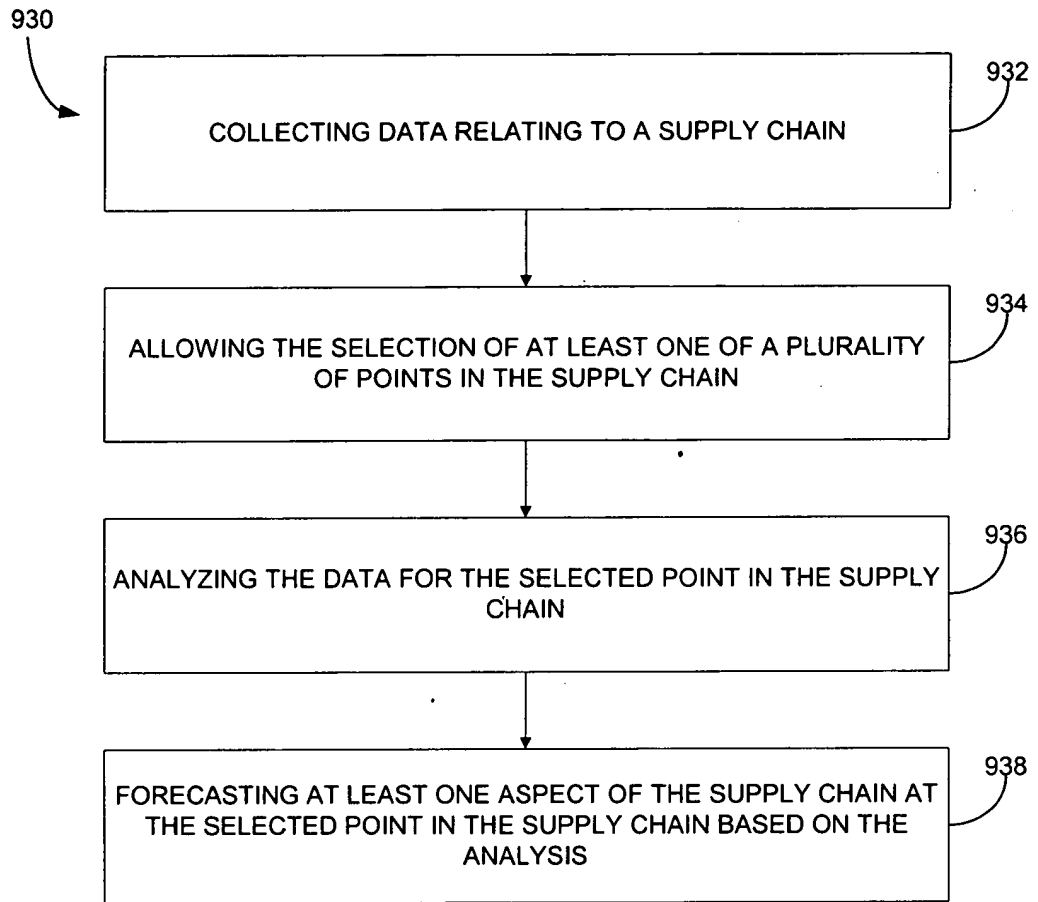 930
932
COLLECTING DATA RELATING TO A SUPPLY CHAIN
934
ALLOWING THE SELECTION OF AT LEAST ONE OF A PLURALITY
OF POINTS IN THE SUPPLY CHAIN
936
ANALYZING THE DATA FOR THE SELECTED POINT IN THE SUPPLY
CHAIN
938
FORECASTING AT LEAST ONE ASPECT OF THE SUPPLY CHAIN AT
THE SELECTED POINT IN THE SUPPLY CHAIN BASED ON THE
ANALYSIS